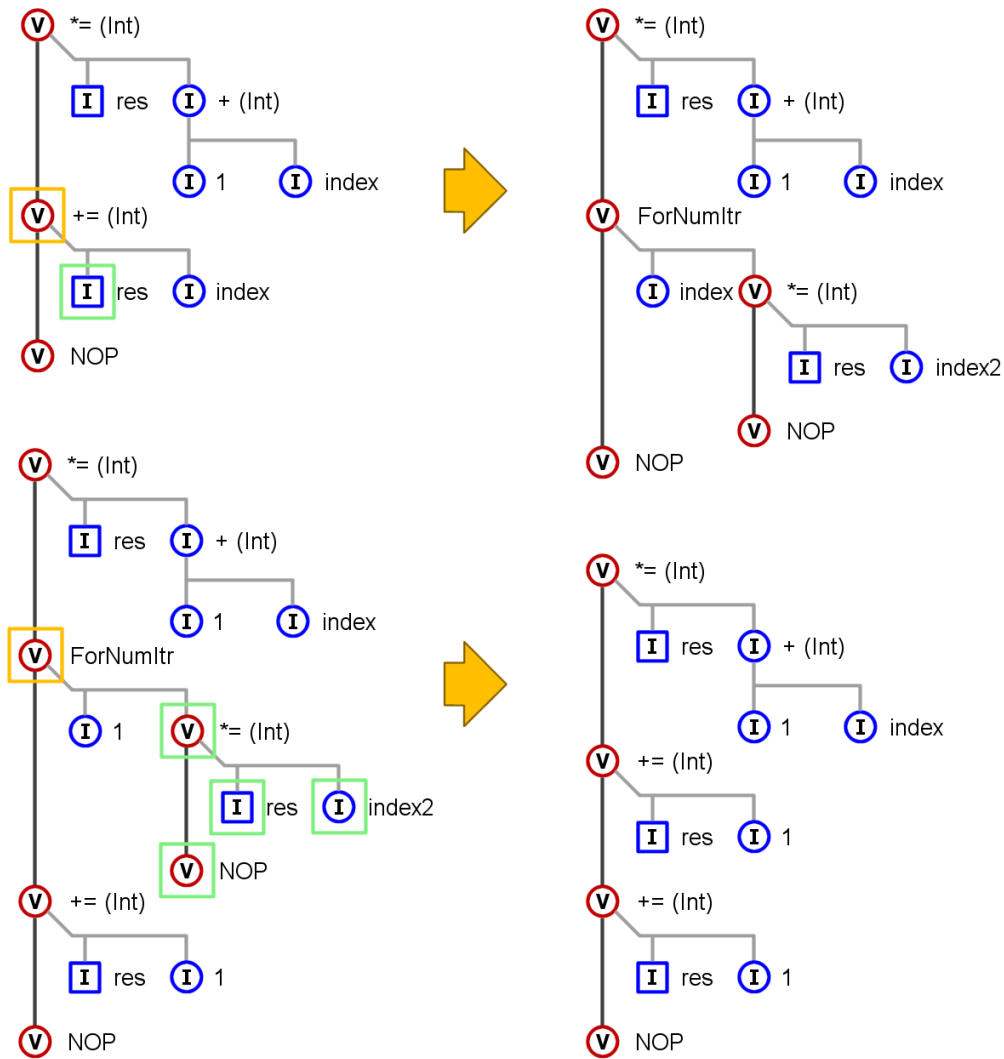 V *= (Int)
I res I + (Int)
I 1 I index
V += (Int)
I res I index
V NOP
V *= (Int)
I res I + (Int)
I 1 I index
V ForNumItr
I index V *= (Int)
I res I index2
V NOP
V NOP
V *= (Int)
I res I + (Int)
I 1 I index
V ForNumItr
I 1 V *= (Int)
I res I index2
V NOP
V += (Int)
I res I 1
V NOP
V *= (Int)
I res I + (Int)
I 1 I index
V += (Int)
I res I 1
V += (Int)
I res I 1
V NOP